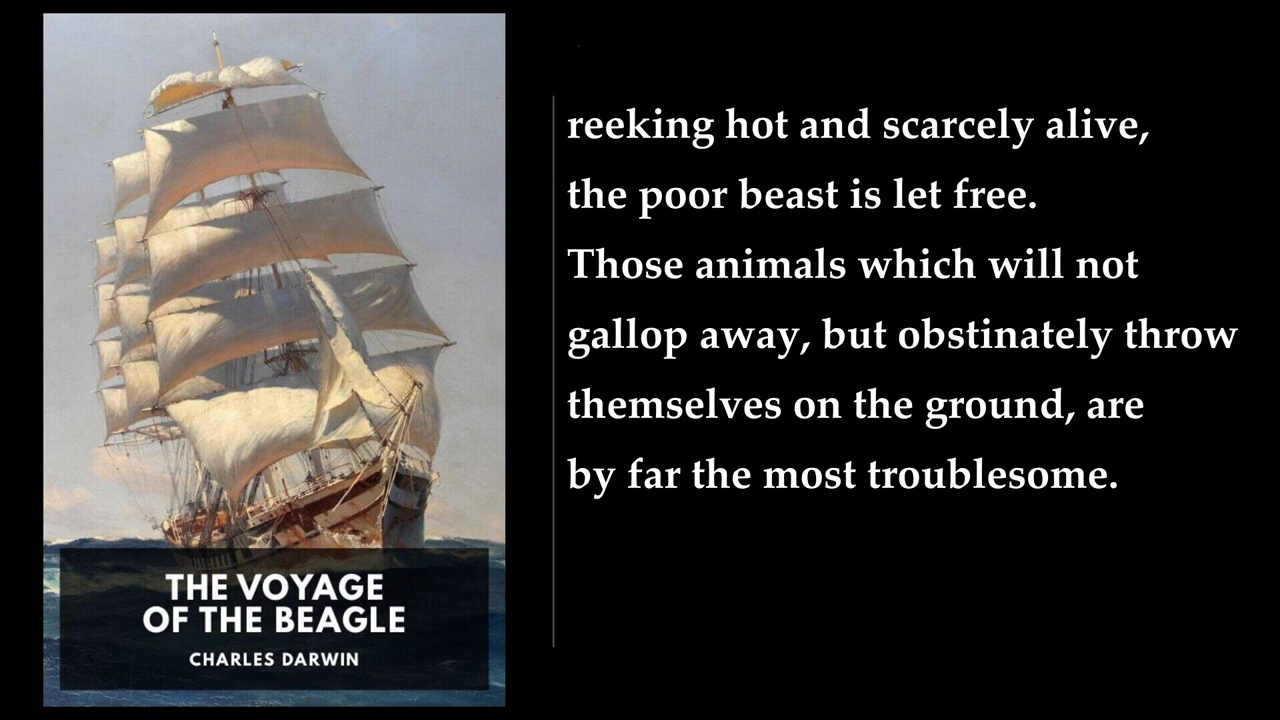 THE VOYAGE
OF THE BEAGLE
CHARLES DARWIN
reeking hot and scarcely alive,
the poor beast is let free.
Those animals which will not
gallop away, but obstinately throw
themselves on the ground, are
by far the most troublesome.